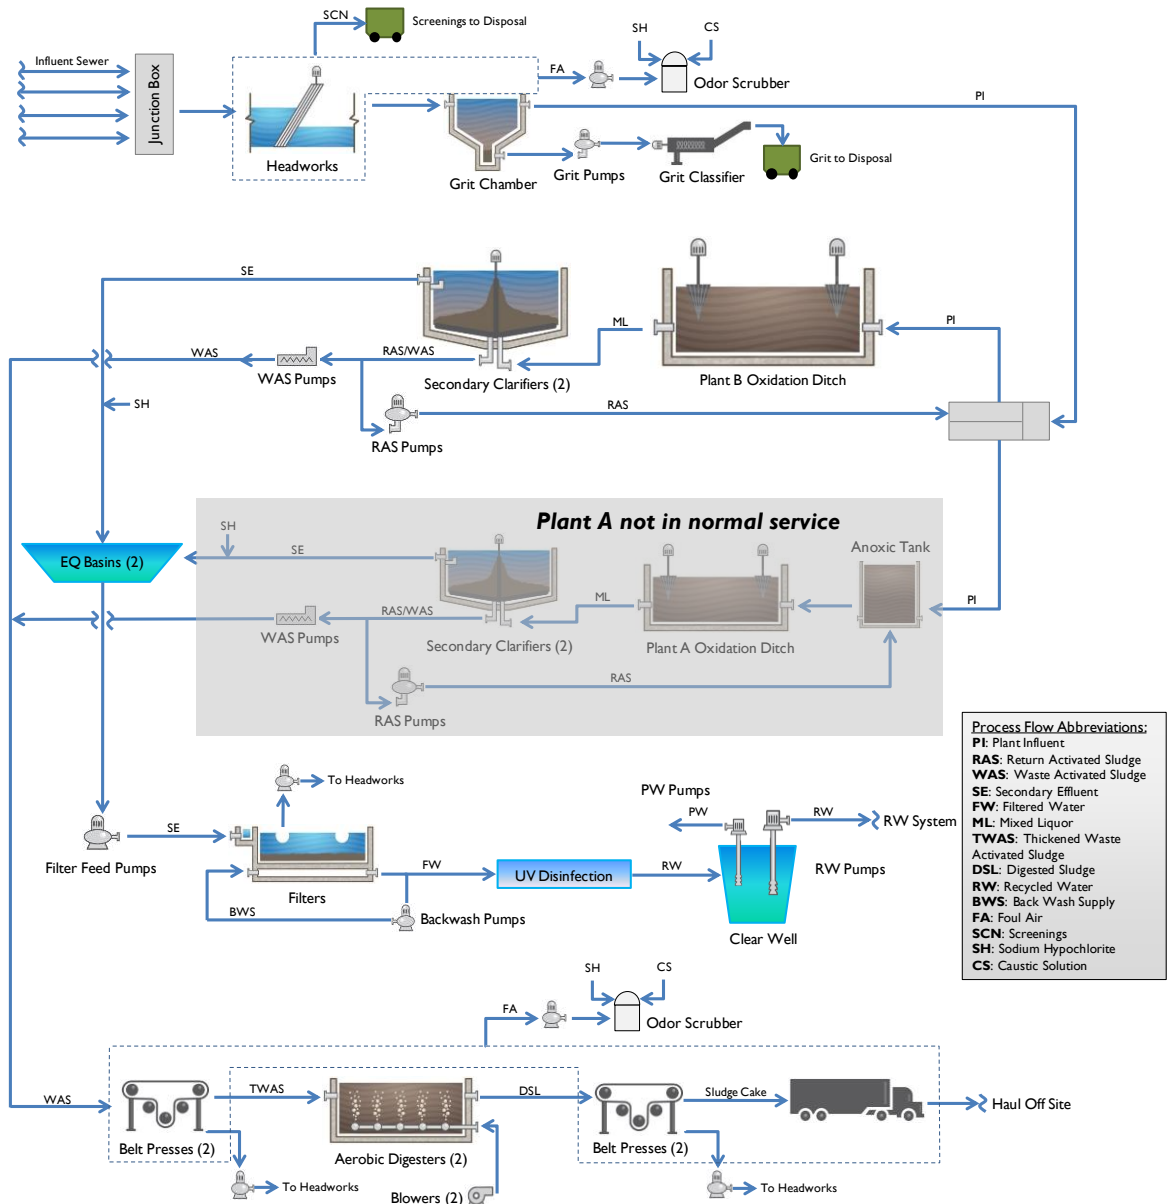 SCN
Screenings to Disposal
SH
CS
Influent Sewer
FA
Odor Scrubber
PI
Junction Box
Headworks
Grit Chamber
Grit Pumps
Grit Classifier
Grit to Disposal
SE
ML
PI
WAS
RAS/WAS
WAS Pumps
Secondary Clarifiers (2)
Plant B Oxidation Ditch
SH
RAS
RAS Pumps
Plant A not in normal service
SH
SE
Anoxic Tank
EQ Basins (2)
ML
PI
RAS/WAS
WAS Pumps
Secondary Clarifiers (2)
Plant A Oxidation Ditch
RAS
RAS Pumps
Process Flow Abbreviations:
PI: Plant Influent
RAS: Return Activated Sludge
WAS: Waste Activated Sludge
SE: Secondary Effluent
FW: Filtered Water
ML: Mixed Liquor
TWAS: Thickened Waste
Activated Sludge
DSL: Digested Sludge
RW: Recycled Water
BWS: Back Wash Supply
FA: Foul Air
SCN: Screenings
SH: Sodium Hypochlorite
CS: Caustic Solution
To Headworks
PW Pumps
PW
RW
RW System
SE
Filter Feed Pumps
FW
UV Disinfection
RW
RW Pumps
Filters
BWS
Backwash Pumps
Clear Well
SH
CS
FA
Odor Scrubber
WAS
TWAS
DSL
Sludge Cake
Haul Off Site
Belt Presses (2)
Aerobic Digesters (2)
Belt Presses (2)
To Headworks
Blowers (2)
To Headworks